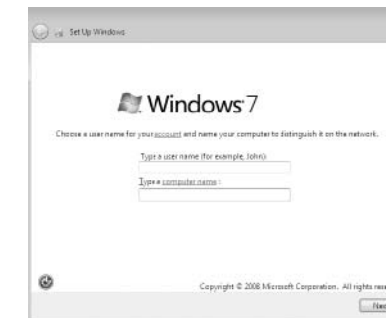 Set Up Windows
Windows 7
Choose a user name for your account and name your computer to distinguish it on the network.
Type a user name (for example, John):
Type a computer name :
Copyright © 2008 Microsoft Corporation. All rights rese
Nex